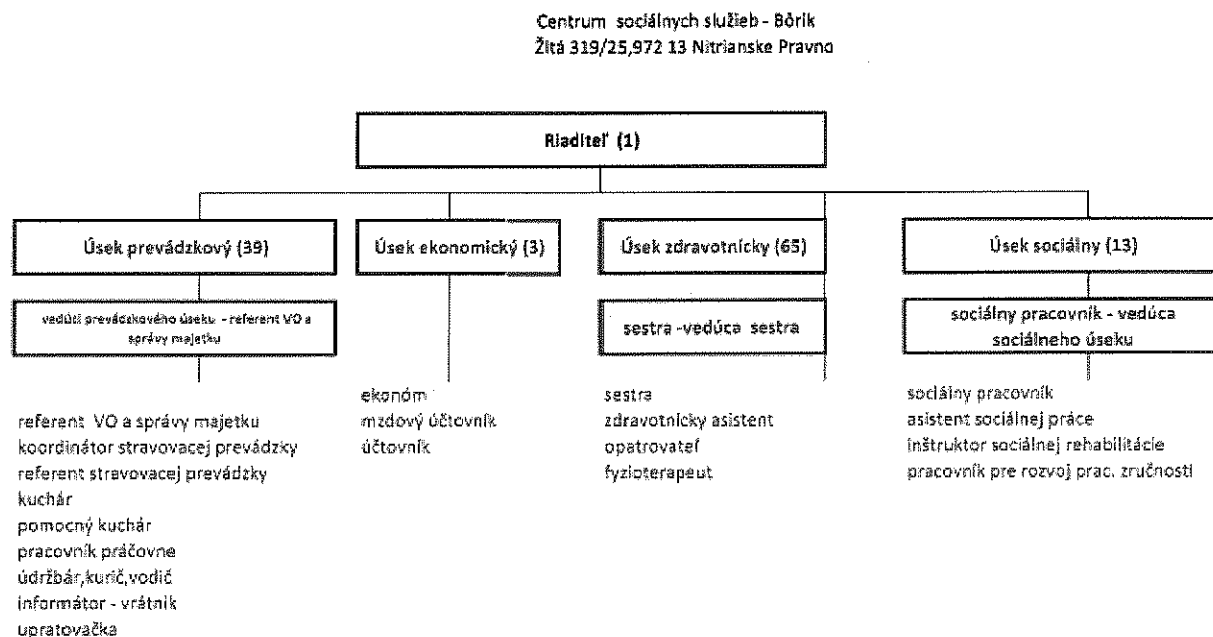 Centrum sociálnych služieb - Bôrik
Žltá 319/25,972 13 Nitrianske Pravno
Riaditeľ (1)
Úsek prevádzkový (39)
vedúci prevádzkového úseku - referent VO a
správy majetku
referent VO a správy majetku
koordinátor stravovacej prevádzky
referent stravovacej prevádzky
kuchár
pomocný kuchár
pracovník práčovne
údržbár,kurič,vodič
informátor - vrátnik
upratovačka
Úsek ekonomický (3)
ekonóm
mzdový účtovník
účtovník
Úsek zdravotnícky (65)
sestra -vedúca sestra
sestra
zdravotnícky asistent
opatrovateľ
fyzioterapeut
Úsek sociálny (13)
sociálny pracovník - vedúca
sociálneho úseku
sociálny pracovník
asistent sociálnej práce
inštruktor sociálnej rehabilitácie
pracovník pre rozvoj prac. zručností